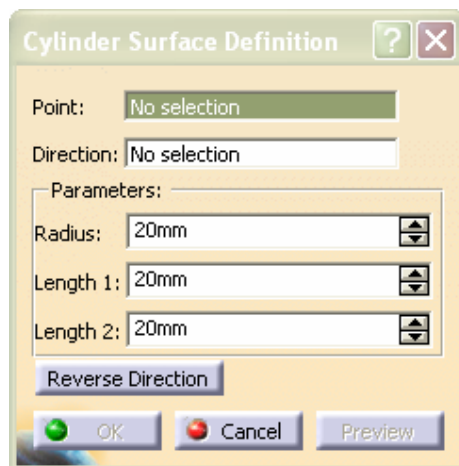 Cylinder Surface Definition ?
Point: No selection
Direction: No selection
Parameters:
Radius: 20mm
Length 1: 20mm
Length 2: 20mm
Reverse Direction
OK Cancel Preview